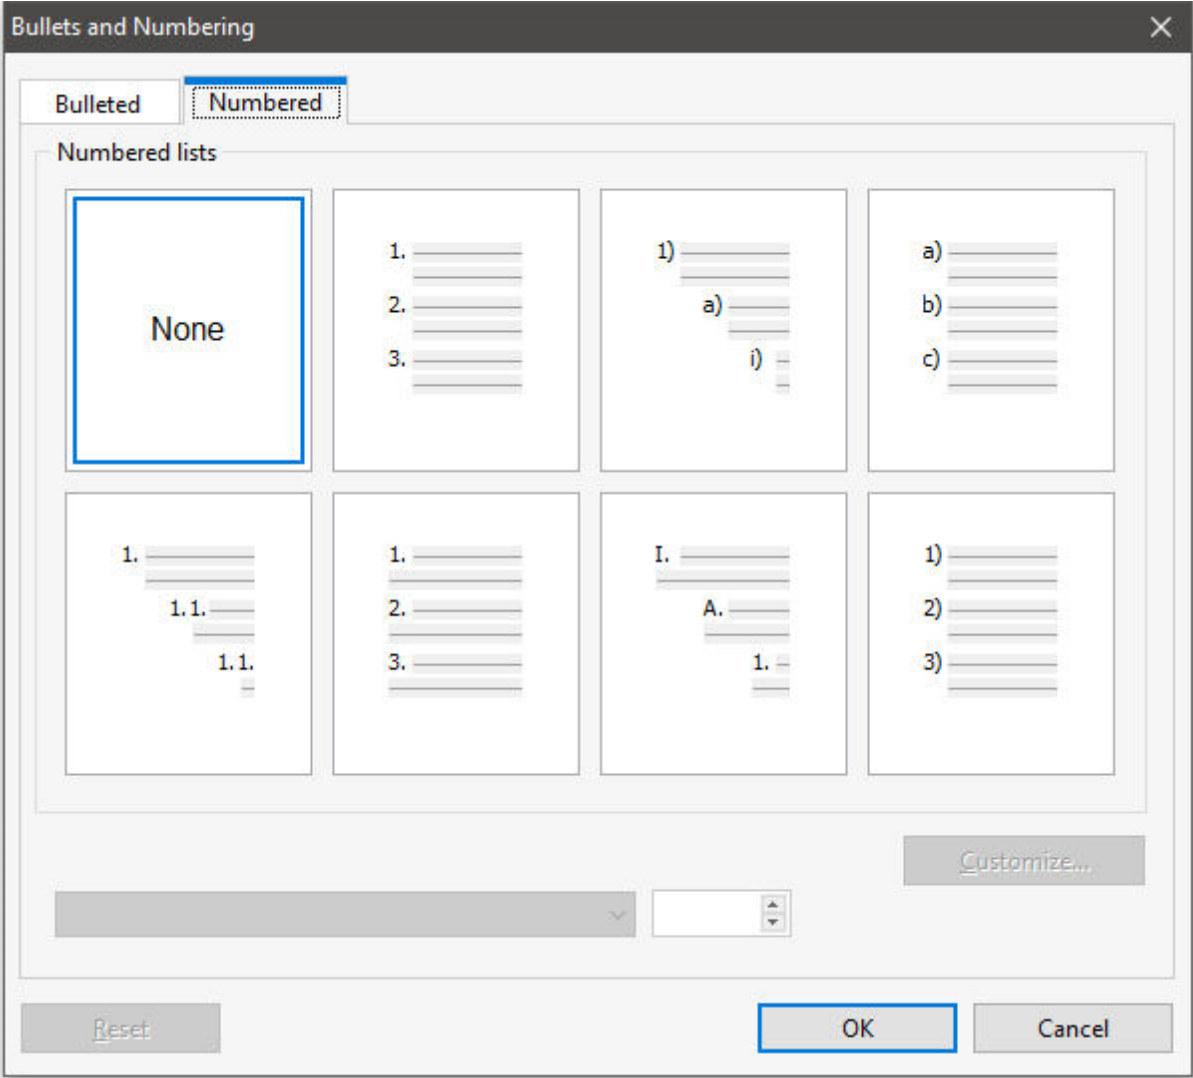 Bullets and Numbering
Bulleted
Numbered
Numbered lists
None
1.
2.
3.
1)
a)
i)
a)
b)
c)
1.
1.1.
1.1.
1.
2.
3.
I.
A.
1.
1)
2)
3)
Customize...
Reset
OK
Cancel